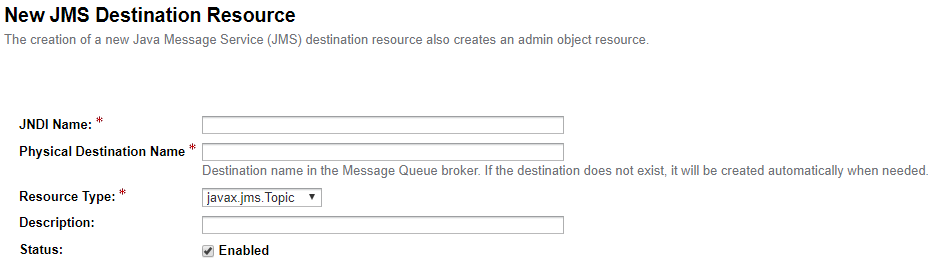 New JMS Destination Resource
The creation of a new Java Message Service (JMS) destination resource also creates an admin object resource.
JNDI Name: *
Physical Destination Name *
Destination name in the Message Queue broker. If the destination does not exist, it will be created automatically when needed.
Resource Type: * javax.jms.Topic
Description:
Status: Enabled